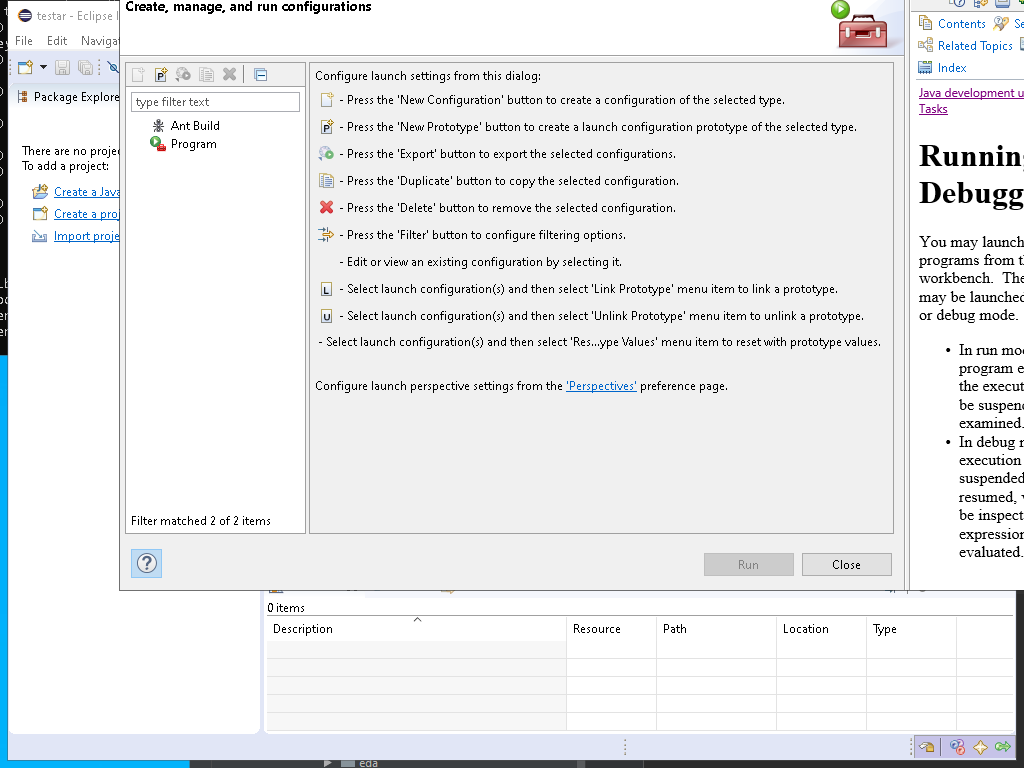 testar - Eclipse I
File Edit Naviga
Package Explore
There are no projec
To add a project:
Create a Java
Create a proj
Import proje
Create, manage, and run configurations
type filter text
Ant Build
Program
Filter matched 2 of 2 items
Configure launch settings from this dialog:
- Press the 'New Configuration' button to create a configuration of the selected type.
- Press the 'New Prototype' button to create a launch configuration prototype of the selected type.
- Press the 'Export' button to export the selected configurations.
- Press the 'Duplicate' button to copy the selected configuration.
- Press the 'Delete' button to remove the selected configuration.
- Press the 'Filter' button to configure filtering options.
- Edit or view an existing configuration by selecting it.
L - Select launch configuration(s) and then select 'Link Prototype' menu item to link a prototype.
U - Select launch configuration(s) and then select 'Unlink Prototype' menu item to unlink a prototype.
- Select launch configuration(s) and then select 'Res...ype Values' menu item to reset with prototype values.
Configure launch perspective settings from the 'Perspectives' preference page.
Run Close
Contents Se
Related Topics
Index
Java development u
Tasks
Running
Debugg
You may launch
programs from th
workbench. The
may be launched
or debug mode.
• In run mod
program e
the execut
be suspend
examined.
• In debug m
execution
suspended
resumed, v
be inspect
expression
evaluated.
0 items
Description Resource Path Location Type
eda